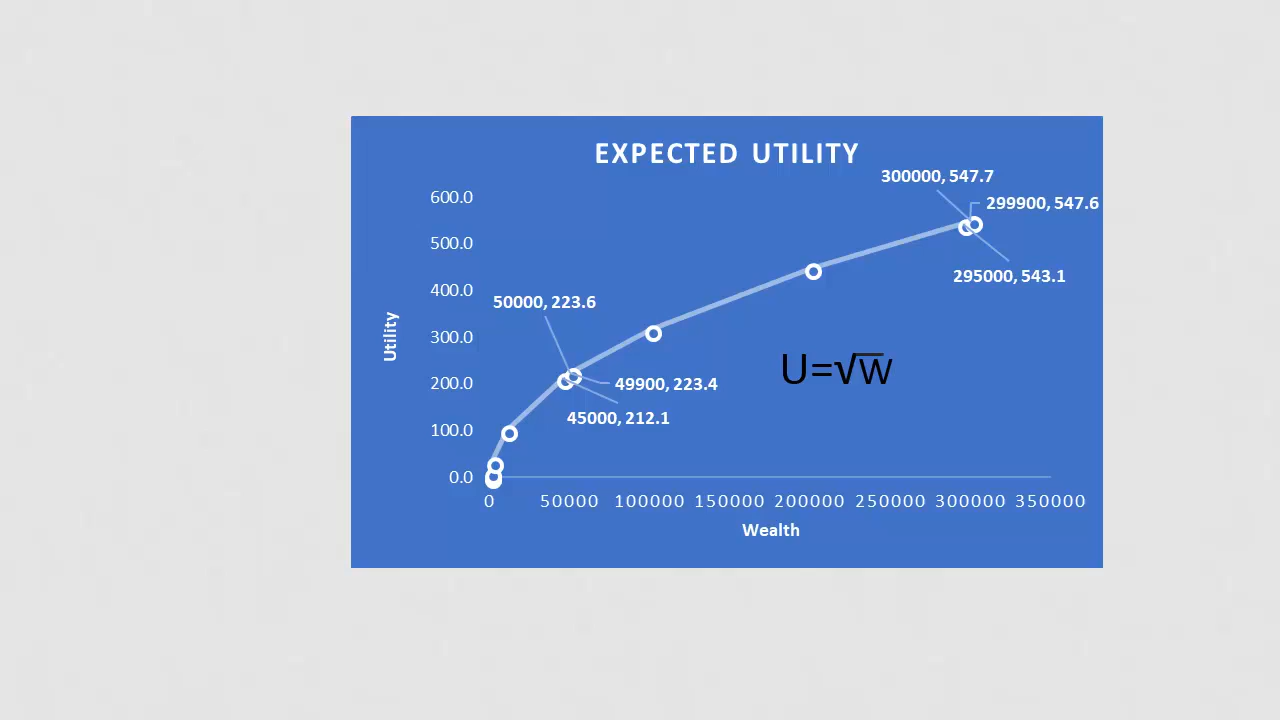 EXPECTED UTILITY
300000, 547.7
299900, 547.6
295000, 543.1
50000, 223.6
49900, 223.4
45000, 212.1
U=√W
Utility
600.0
500.0
400.0
300.0
200.0
100.0
0.0
0 50000 100000 150000 200000 250000 300000 350000
Wealth